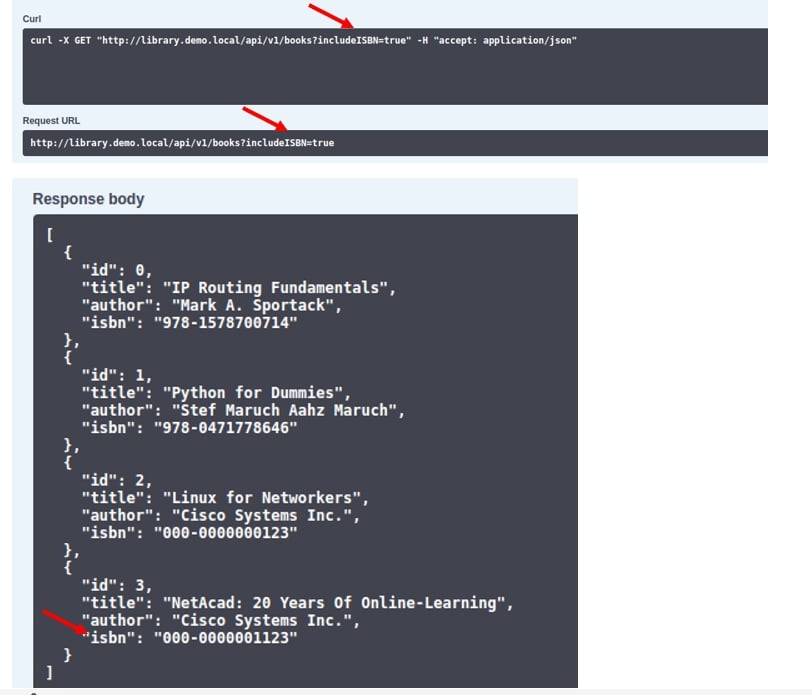 Curl
curl -X GET "http://library.demo.local/api/v1/books?includeISBN=true" -H "accept: application/json"
Request URL
http://library.demo.local/api/v1/books?includeISBN=true
Response body
[
  {
    "id": 0,
    "title": "IP Routing Fundamentals",
    "author": "Mark A. Sportack",
    "isbn": "978-1578700714"
  },
  {
    "id": 1,
    "title": "Python for Dummies",
    "author": "Stef Maruch Aahz Maruch",
    "isbn": "978-0471778646"
  },
  {
    "id": 2,
    "title": "Linux for Networkers",
    "author": "Cisco Systems Inc.",
    "isbn": "000-0000000123"
  },
  {
    "id": 3,
    "title": "NetAcad: 20 Years Of Online-Learning",
    "author": "Cisco Systems Inc.",
    "isbn": "000-0000001123"
  }
]